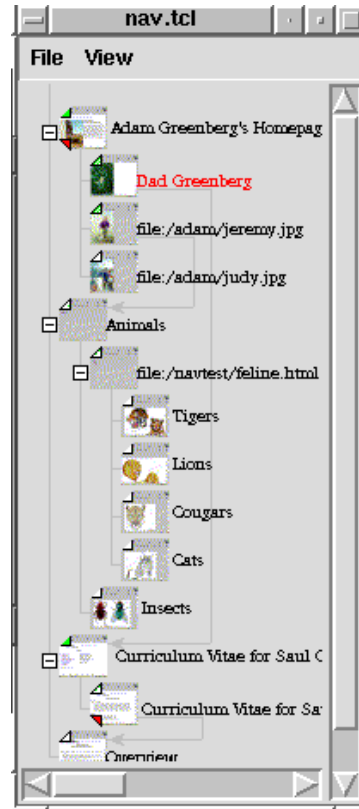 nav.tcl
File View
Adam Greenberg's Homepag
Dad Greenberg
file:/adam/jeremy.jpg
file:/adam/judy.jpg
Animals
file:/navtest/feline.html
Tigers
Lions
Cougars
Cats
Insects
Curriculum Vitae for Saul
Curriculum Vitae for Sa
Overview